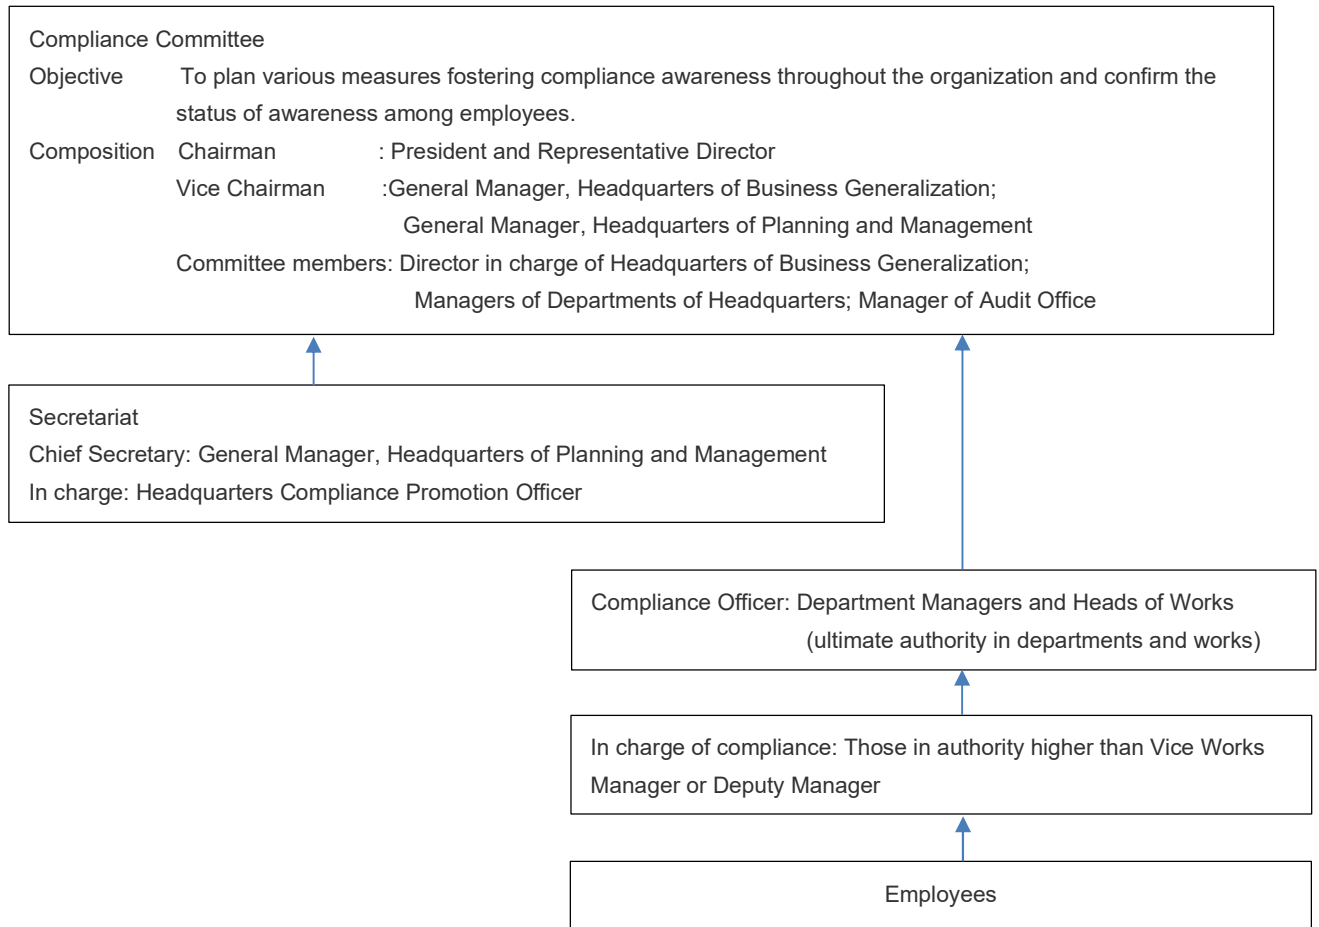 Compliance Committee
Objective To plan various measures fostering compliance awareness throughout the organization and confirm the
status of awareness among employees.
Composition Chairman : President and Representative Director
Vice Chairman :General Manager, Headquarters of Business Generalization;
General Manager, Headquarters of Planning and Management
Committee members: Director in charge of Headquarters of Business Generalization;
Managers of Departments of Headquarters; Manager of Audit Office
Secretariat
Chief Secretary: General Manager, Headquarters of Planning and Management
In charge: Headquarters Compliance Promotion Officer
Compliance Officer: Department Managers and Heads of Works
(ultimate authority in departments and works)
In charge of compliance: Those in authority higher than Vice Works
Manager or Deputy Manager
Employees